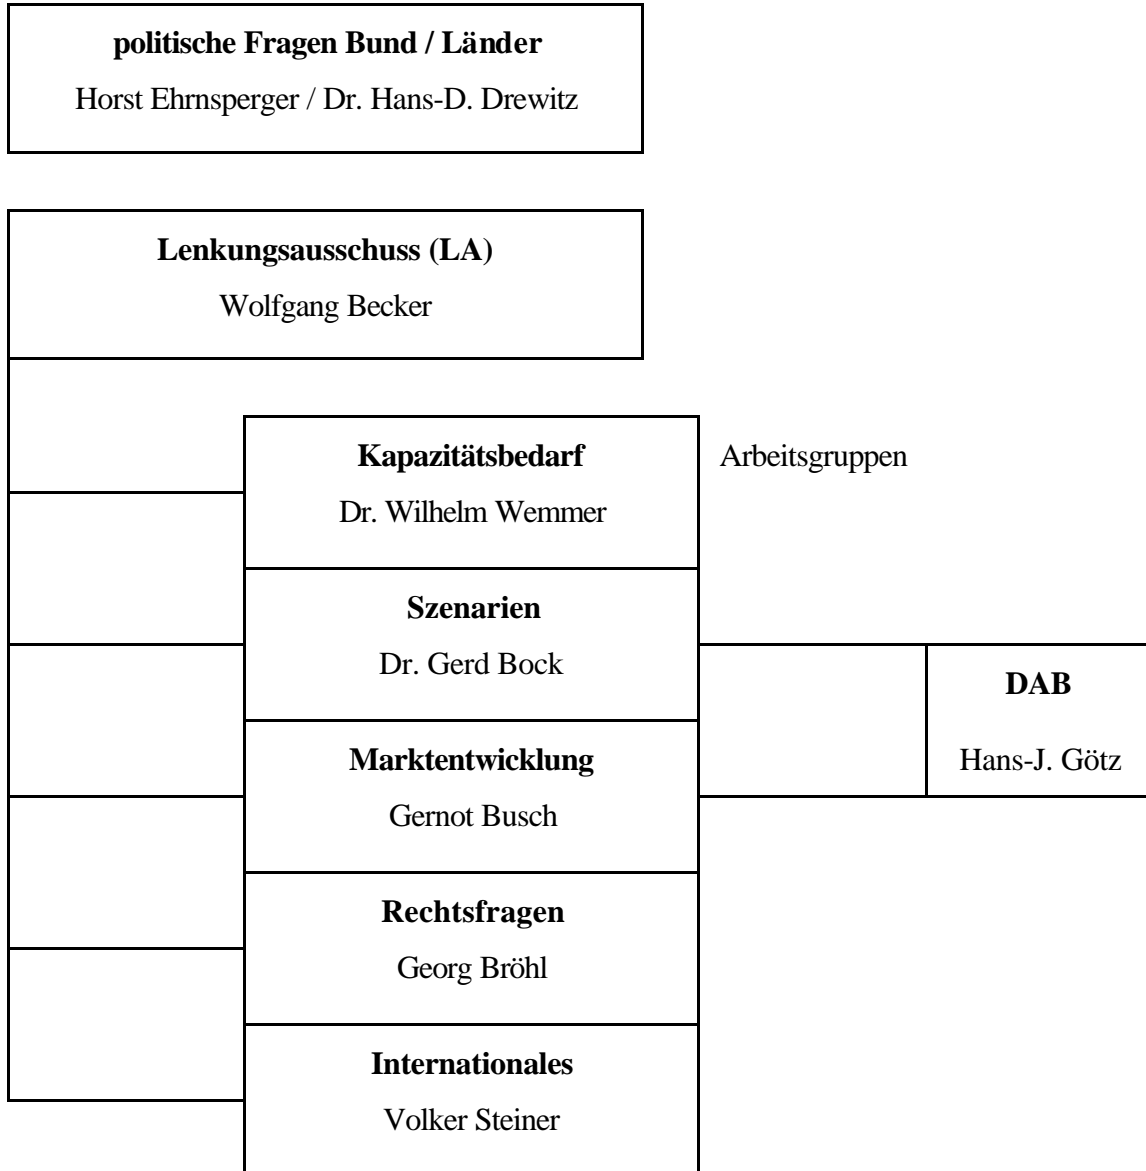 politische Fragen Bund / Länder
Horst Ehrnsperger / Dr. Hans-D. Drewitz
Lenkungsausschuss (LA)
Wolfgang Becker
Kapazitätsbedarf
Arbeitsgruppen
Dr. Wilhelm Wemmer
Szenarien
Dr. Gerd Bock
DAB
Hans-J. Götz
Marktentwicklung
Gernot Busch
Rechtsfragen
Georg Bröhl
Internationales
Volker Steiner